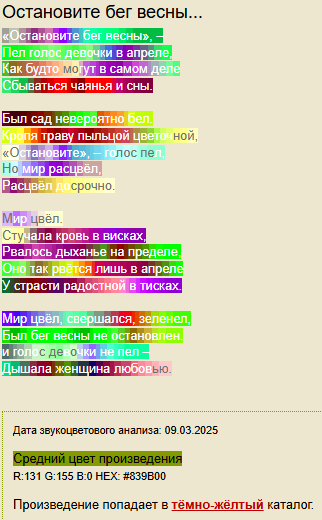 Остановите бег весны...
«Остановите бег весны», –
Пел голос девочки в апреле,
Как будто могут в самом деле
Сбываться чаянья и сны.
Был сад невероятно бел.
Кропя траву пыльцой цветочной,
«Остановите», – голос пел,
Но мир расцвёл,
Расцвёл досрочно.
Мир цвёл.
Стучала кровь в висках,
Рвалось дыханье на пределе,
Оно так рвётся лишь в апреле
У страсти радостной в тисках.
Мир цвёл, свершался, зеленел,
Был бег весны не остановлен
и голос девочки не пел –
Дышала женщина любовью.
Дата звукоцветового анализа: 09.03.2025
Средний цвет произведения
R:131 G:155 B:0 HEX: #839B00
Произведение попадает в тёмно-жёлтый каталог.